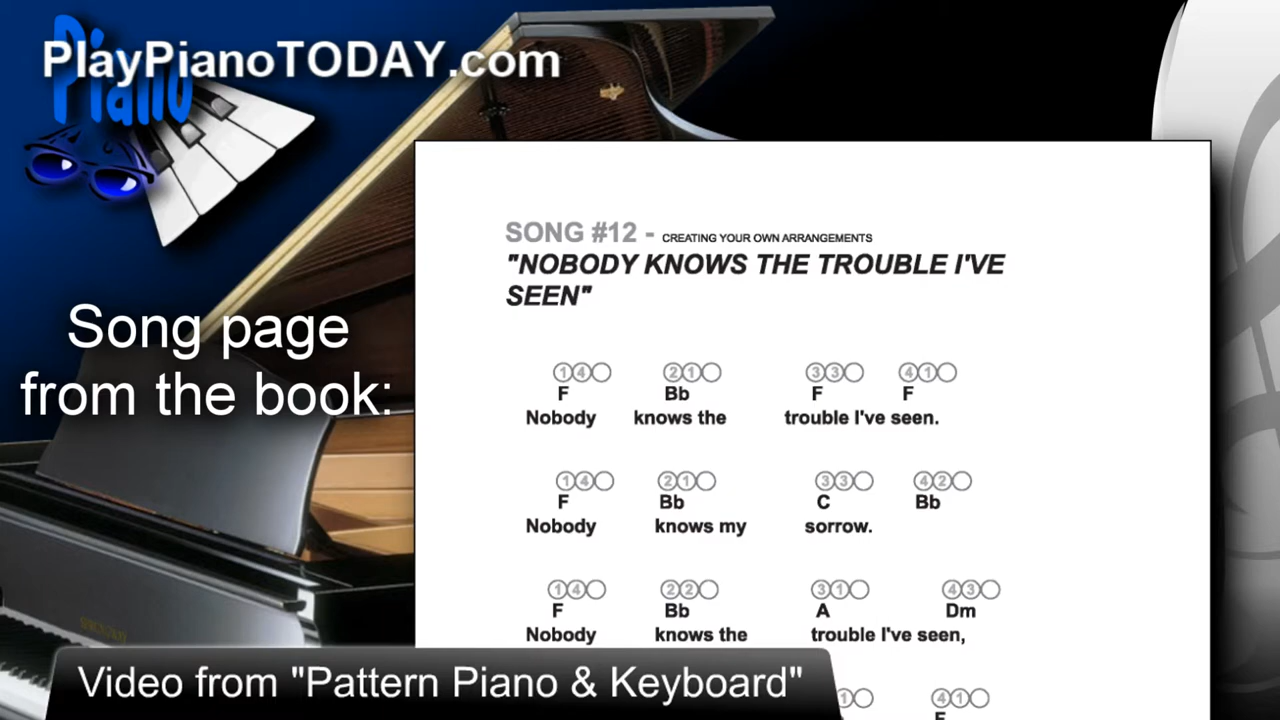 Piano
PlayPianoTODAY.com
Song page
from the book:
SONG #12 - CREATING YOUR OWN ARRANGEMENTS
"NOBODY KNOWS THE TROUBLE I'VE
SEEN"
1 4 2 1 3 3 4 1
F Bb F F
Nobody knows the trouble I've seen.
1 4 2 1 3 3 4 2
F Bb C Bb
Nobody knows my sorrow.
1 4 2 2 3 1 4 3
F Bb A Dm
Nobody knows the trouble I've seen,
1 4 1
F
Video from "Pattern Piano & Keyboard"